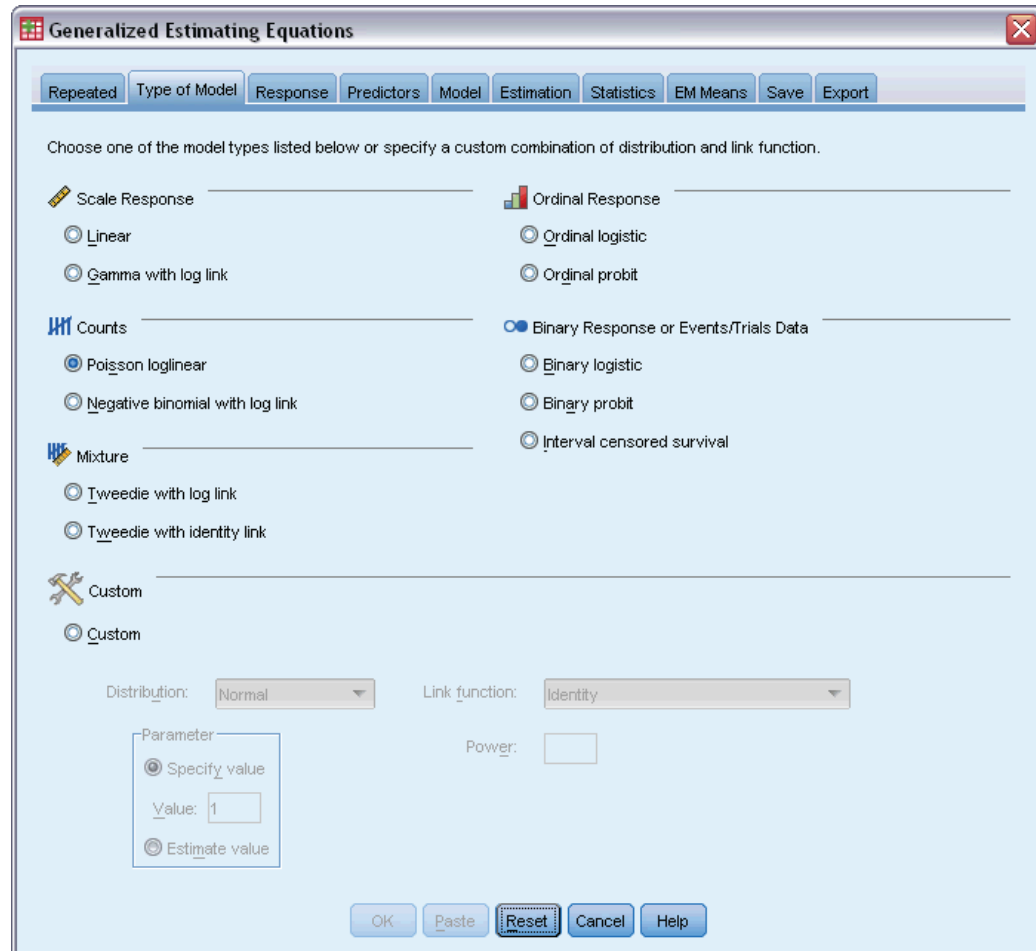 Generalized Estimating Equations
Repeated Type of Model Response Predictors Model Estimation Statistics EM Means Save Export
Choose one of the model types listed below or specify a custom combination of distribution and link function.
Scale Response
Linear
Gamma with log link
Counts
Poisson loglinear
Negative binomial with log link
Mixture
Tweedie with log link
Tweedie with identity link
Ordinal Response
Ordinal logistic
Ordinal probit
Binary Response or Events/Trials Data
Binary logistic
Binary probit
Interval censored survival
Custom
Custom
Distribution: Normal
Link function: Identity
Parameter
Specify value
Value: 1
Estimate value
Power:
OK Paste Reset Cancel Help